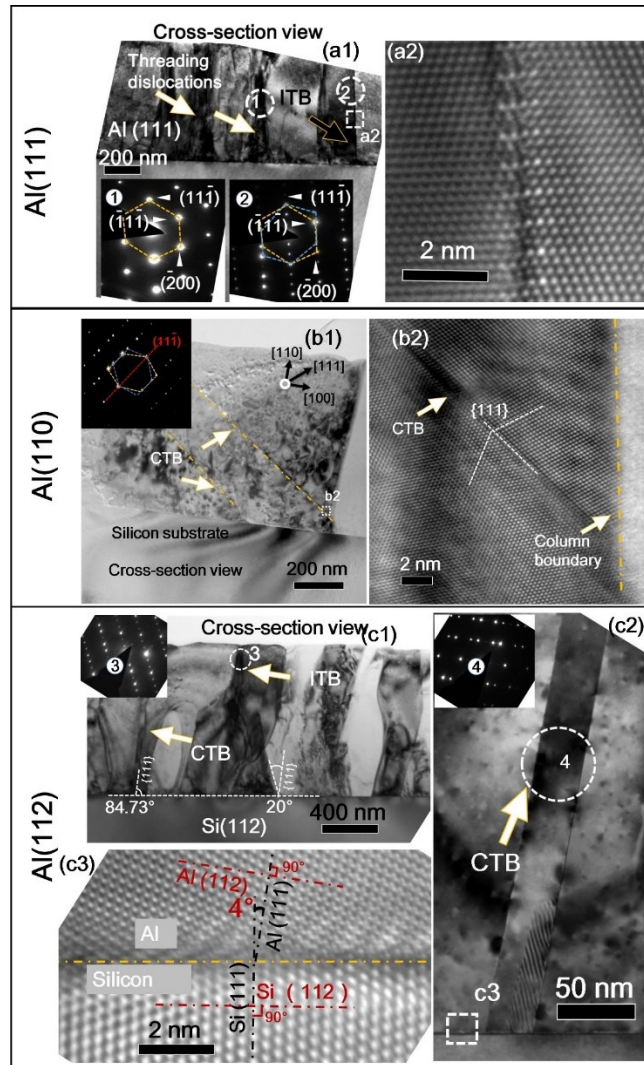 Al(111)
Cross-section view
(a1)
Threading
dislocations
1
ITB
2
a2
Al (111)
200 nm
1
(111̄)
(1̄11̄)
(2̄00)
2
(111̄)
(1̄11̄)
(2̄00)
(a2)
2 nm
Al(110)
(111̄)
(b1)
[110]
[111]
[100]
CTB
b2
Silicon substrate
Cross-section view
200 nm
(b2)
CTB
{111}
Column
boundary
2 nm
Al(112)
Cross-section view
(c1)
3
3
ITB
CTB
{111}
{111}
84.73°
20°
400 nm
Si(112)
(c2)
4
4
CTB
c3
50 nm
(c3)
Al (112)
90°
4°
Al (111)
Al
Silicon
Si (111)
Si ( 112 )
90°
2 nm